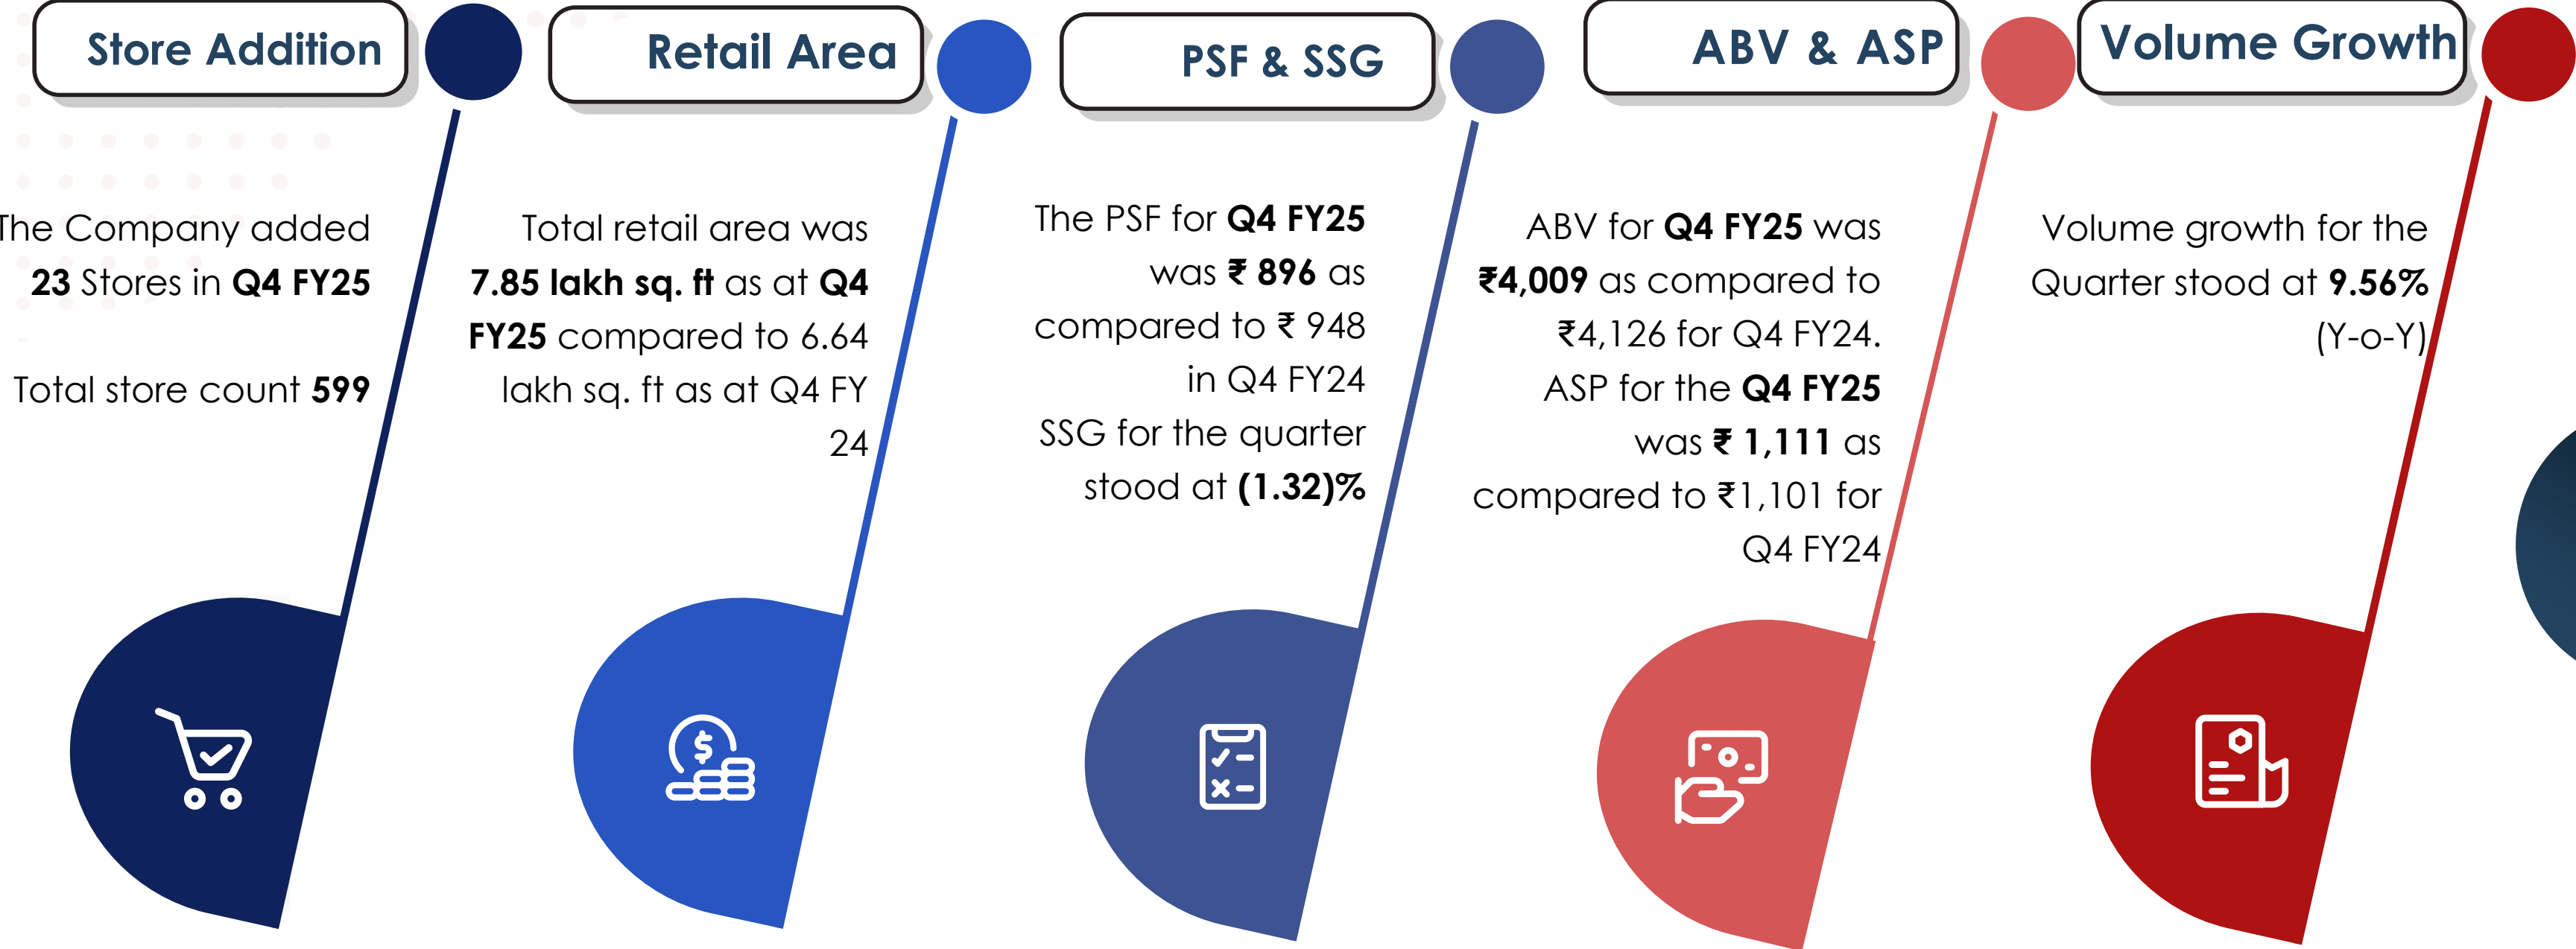 Store Addition
The Company added
23 Stores in Q4 FY25
Total store count 599
Retail Area
Total retail area was
7.85 lakh sq. ft as at Q4
FY25 compared to 6.64
lakh sq. ft as at Q4 FY
24
PSF & SSG
The PSF for Q4 FY25
was ₹ 896 as
compared to ₹ 948
in Q4 FY24
SSG for the quarter
stood at (1.32)%
ABV & ASP
ABV for Q4 FY25 was
₹4,009 as compared to
₹4,126 for Q4 FY24.
ASP for the Q4 FY25
was ₹ 1,111 as
compared to ₹1,101 for
Q4 FY24
Volume Growth
Volume growth for the
Quarter stood at 9.56%
(Y-o-Y)
$